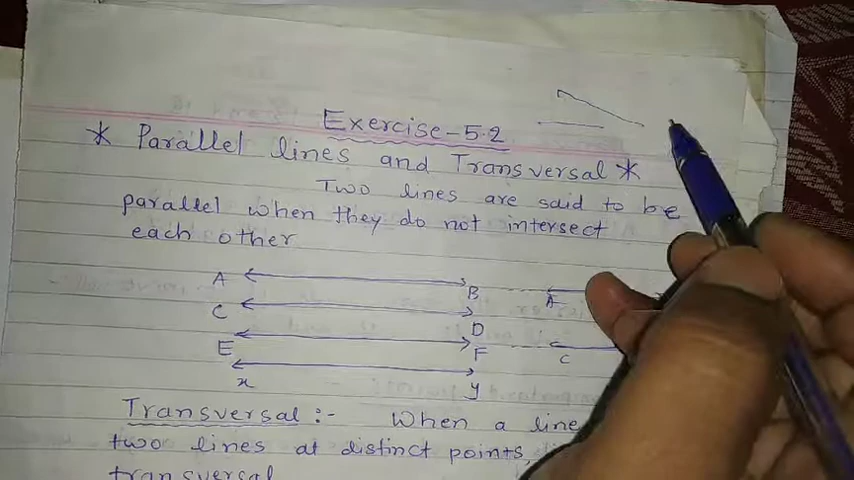 Exercise-5.2
* Parallel lines and Transversal *
Two lines are said to be
parallel when they do not intersect
each other
A B A
C D
E F C
x y
Transversal :- When a line
two lines at distinct points,
transversal